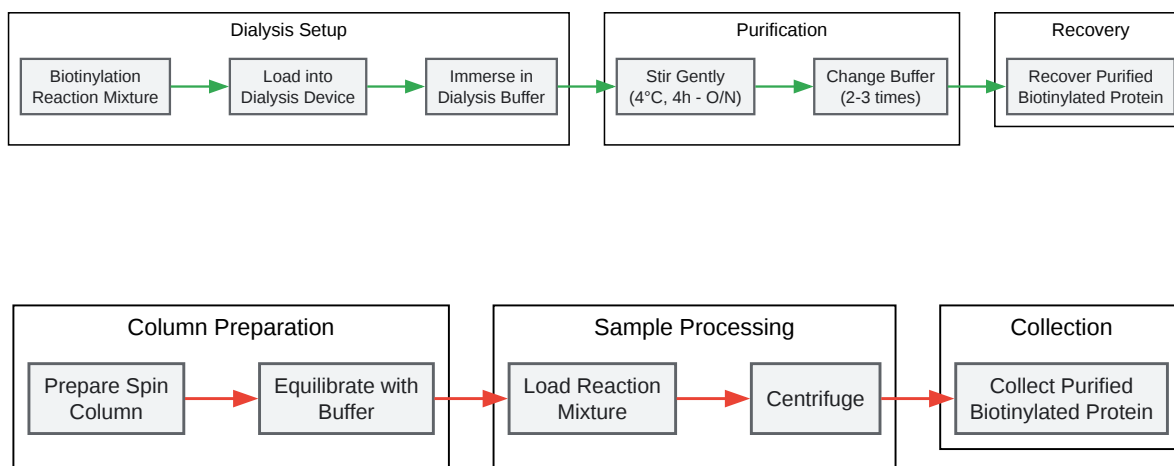 Dialysis Setup
Biotinylation
Reaction Mixture
Load into
Dialysis Device
Immerse in
Dialysis Buffer
Purification
Stir Gently
(4°C, 4h - O/N)
Change Buffer
(2-3 times)
Recovery
Recover Purified
Biotinylated Protein
Column Preparation
Prepare Spin
Column
Equilibrate with
Buffer
Sample Processing
Load Reaction
Mixture
Centrifuge
Collection
Collect Purified
Biotinylated Protein